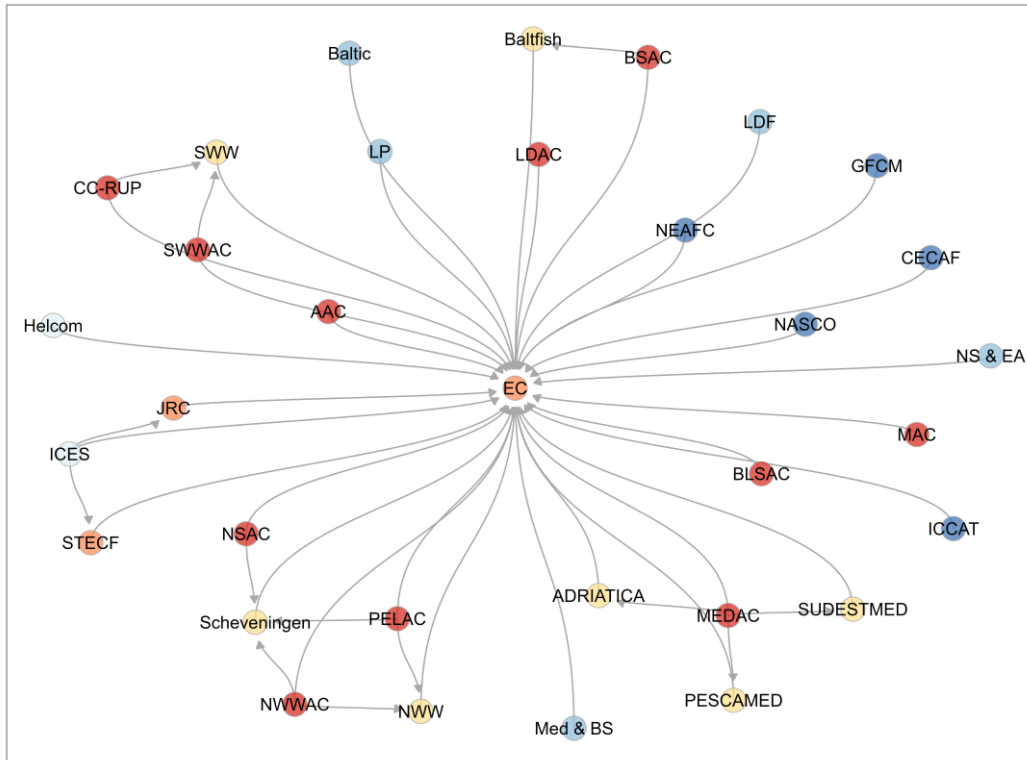 Baltic
Baltfish
BSAC
LDF
SWW
LP
LDAC
GFCM
CC-RUP
SWWAC
NEAFC
CECAF
AAC
NASCO
Helcom
NS & EA
EC
JRC
MAC
ICES
BLSAC
STECF
NSAC
ICCAT
ADRIATICA
Scheveningen
PELAC
MEDAC
SUDESTMED
NWWAC
NWW
PESCAMED
Med & BS